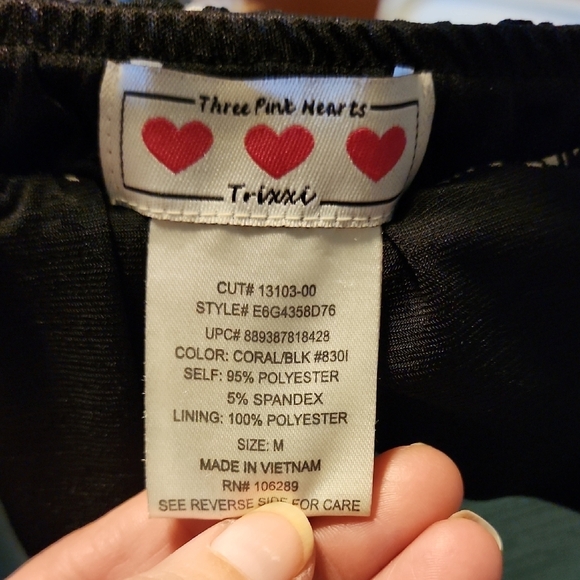 Three Pink Hearts
Trixxi
CUT# 13103-00
STYLE# E6G4358D76
UPC# 889387818428
COLOR: CORAL/BLK #830I
SELF: 95% POLYESTER
5% SPANDEX
LINING: 100% POLYESTER
SIZE: M
MADE IN VIETNAM
RN# 106289
SEE REVERSE SIDE FOR CARE